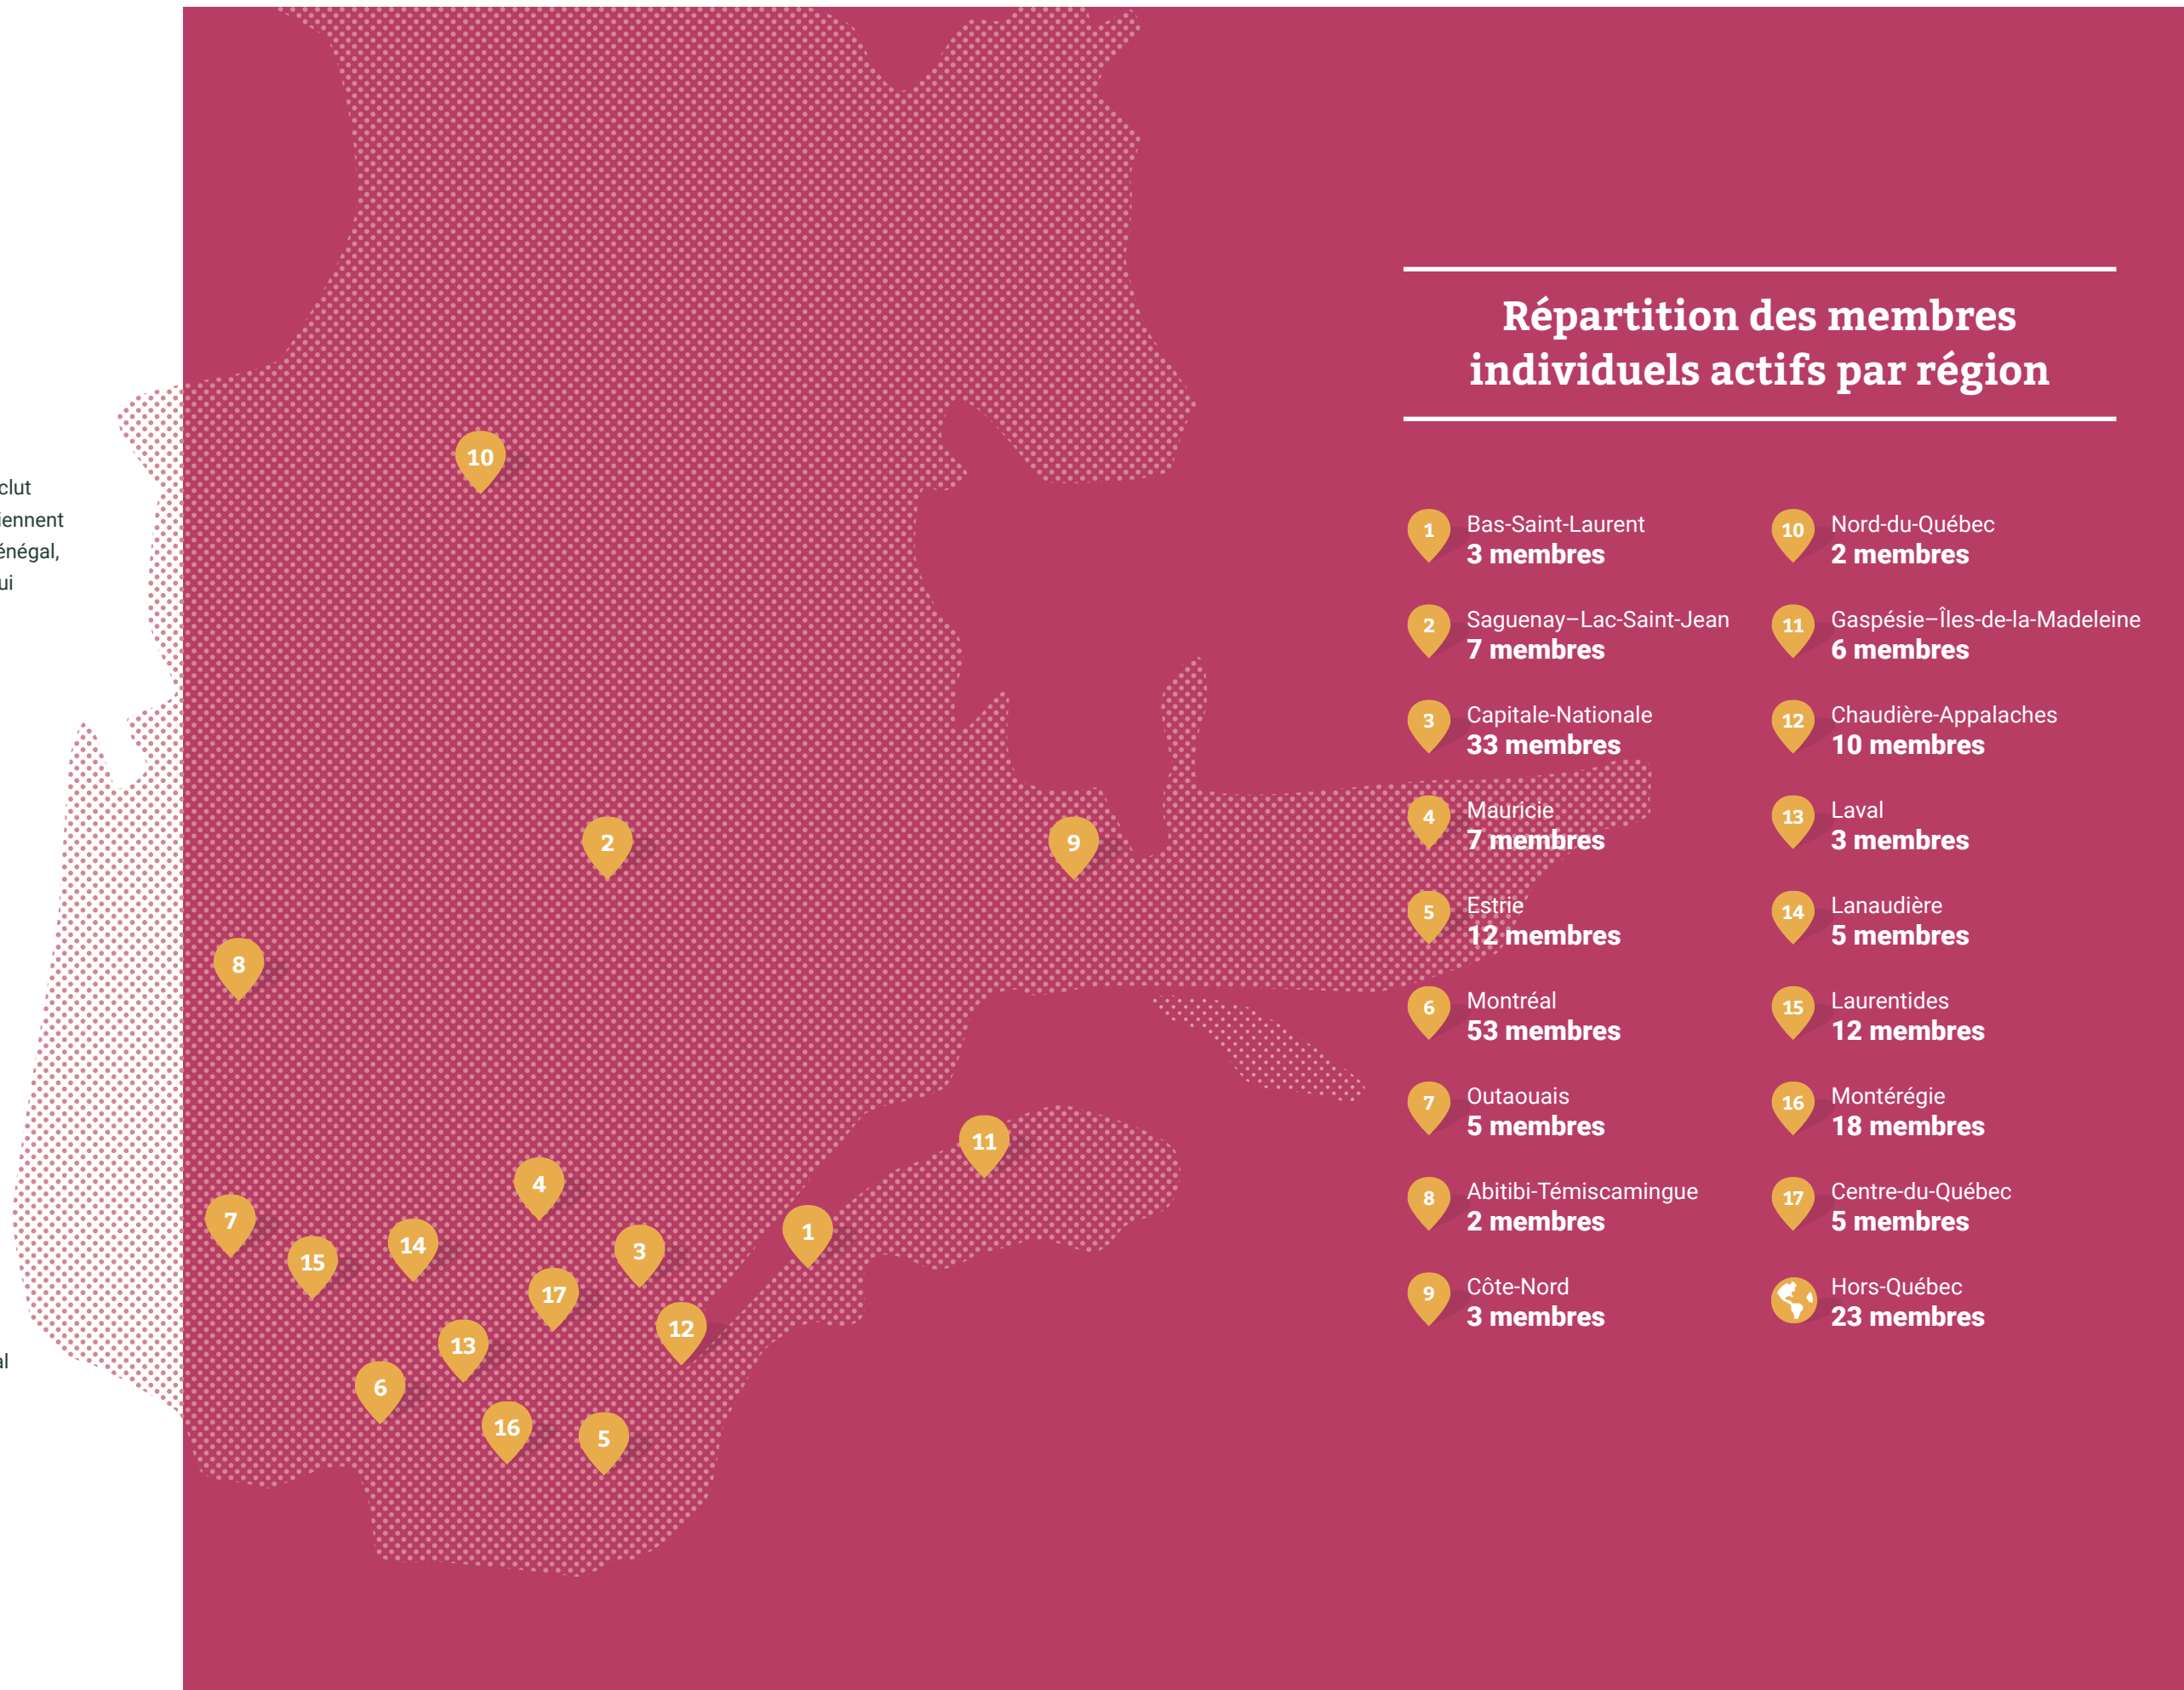 clut
iennent
énégal,
ui
al
Répartition des membres
individuels actifs par région
1 Bas-Saint-Laurent
3 membres
2 Saguenay–Lac-Saint-Jean
7 membres
3 Capitale-Nationale
33 membres
4 Mauricie
7 membres
5 Estrie
12 membres
6 Montréal
53 membres
7 Outaouais
5 membres
8 Abitibi-Témiscamingue
2 membres
9 Côte-Nord
3 membres
10 Nord-du-Québec
2 membres
11 Gaspésie–Îles-de-la-Madeleine
6 membres
12 Chaudière-Appalaches
10 membres
13 Laval
3 membres
14 Lanaudière
5 membres
15 Laurentides
12 membres
16 Montérégie
18 membres
17 Centre-du-Québec
5 membres
Hors-Québec
23 membres
10
2
9
8
11
4
7
14
1
15
3
17
12
13
6
16
5